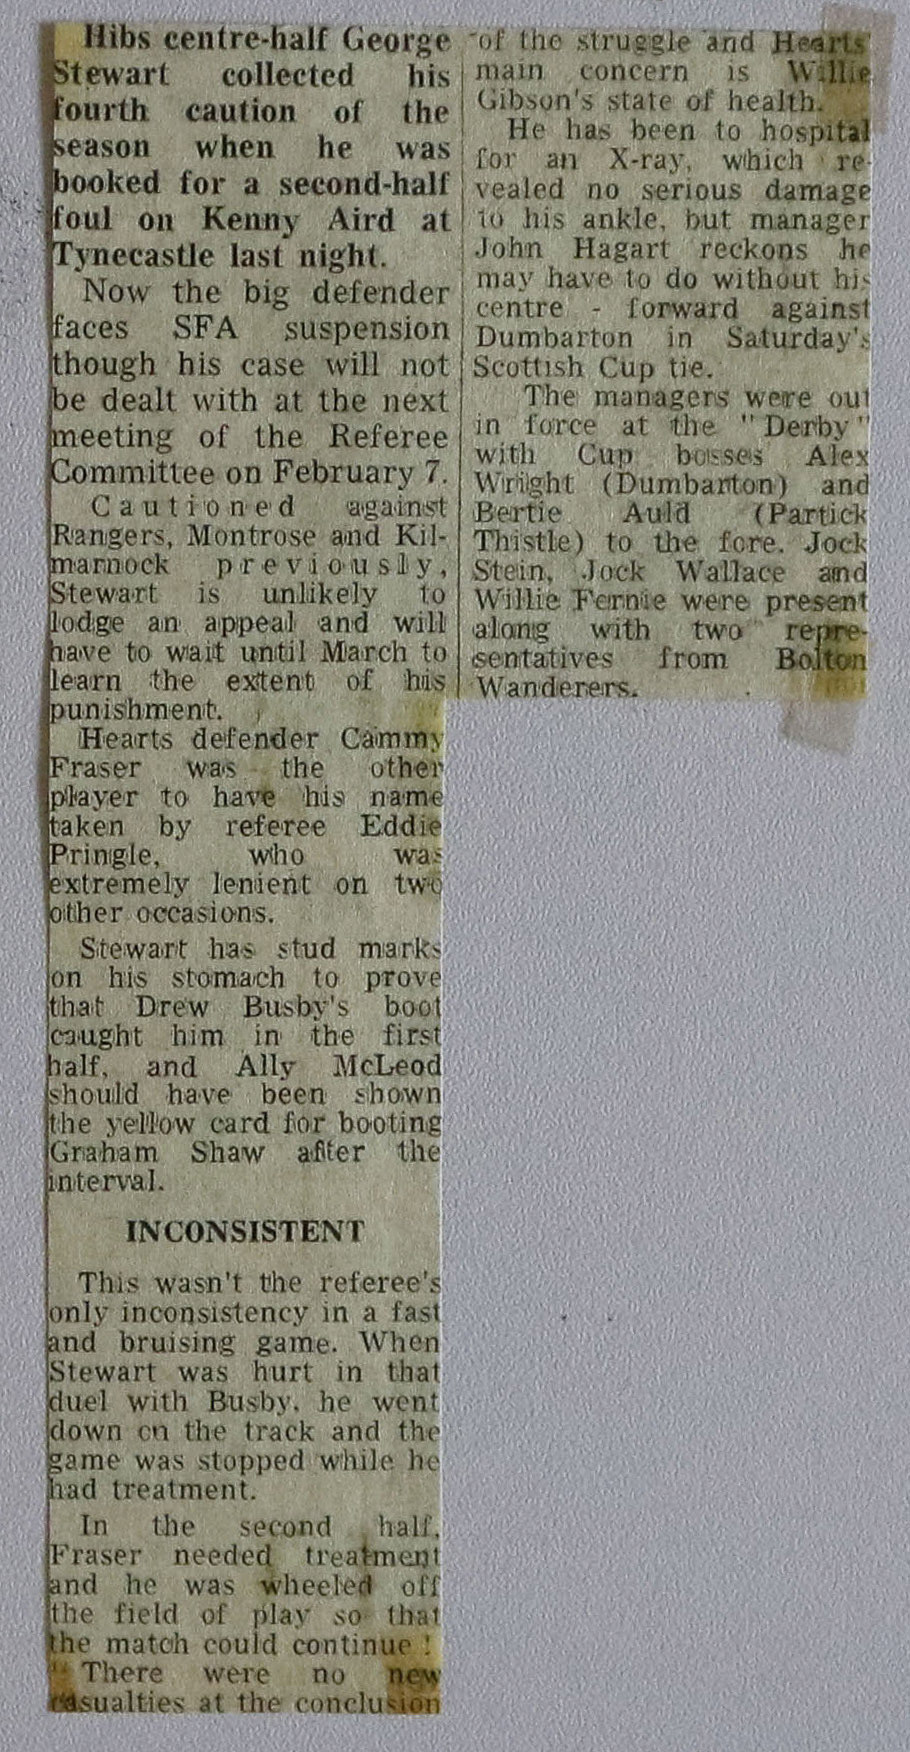 Hibs centre-half George
Stewart collected his
fourth caution of the
season when he was
booked for a second-half
foul on Kenny Aird at
Tynecastle last night.
Now the big defender
faces SFA suspension
though his case will not
be dealt with at the next
meeting of the Referee
Committee on February 7.
Cautioned against
Rangers, Montrose and Kil-
marnock previously,
Stewart is unlikely to
lodge an appeal and will
have to wait until March to
learn the extent of his
punishment.
Hearts defender Cammy
Fraser was the other
player to have his name
taken by referee Eddie
Pringle, who was
extremely lenient on two
other occasions.
Stewart has stud marks
on his stomach to prove
that Drew Busby's boot
caught him in the first
half, and Ally McLeod
should have been shown
the yellow card for booting
Graham Shaw after the
interval.
INCONSISTENT
This wasn't the referee's
only inconsistency in a fast
and bruising game. When
Stewart was hurt in that
duel with Busby, he went
down on the track and the
game was stopped while he
had treatment.
In the second half,
Fraser needed treatment
and he was wheeled off
the field of play so that
the match could continue !
There were no new
casualties at the conclusion
of the struggle and Hearts'
main concern is Willie
Gibson's state of health.
He has been to hospital
for an X-ray, which re-
vealed no serious damage
to his ankle, but manager
John Hagart reckons he
may have to do without his
centre - forward against
Dumbarton in Saturday's
Scottish Cup tie.
The managers were out
in force at the "Derby"
with Cup bosses Alex
Wright (Dumbarton) and
Bertie Auld (Partick
Thistle) to the fore. Jock
Stein, Jock Wallace and
Willie Fernie were present
along with two repre-
sentatives from Bolton
Wanderers.